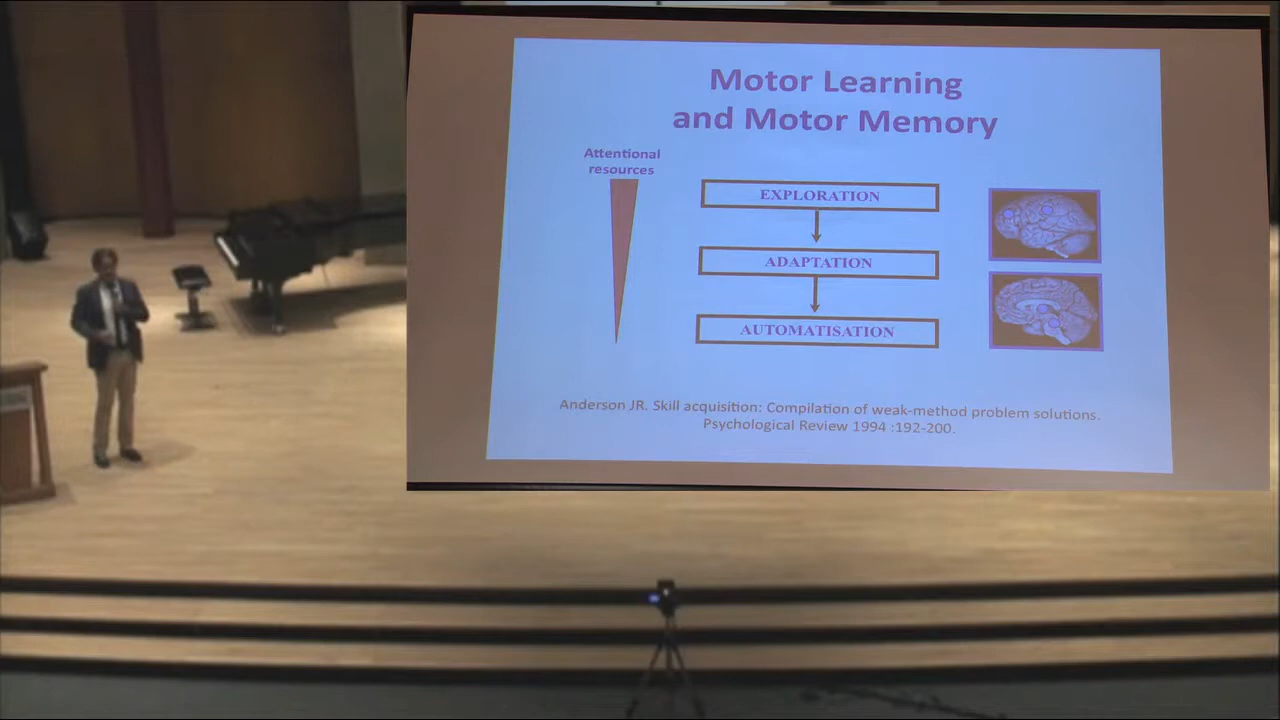 Motor Learning
and Motor Memory
Attentional
resources
EXPLORATION
ADAPTATION
AUTOMATISATION
Anderson JR. Skill acquisition: Compilation of weak-method problem solutions.
Psychological Review 1994 :192-200.